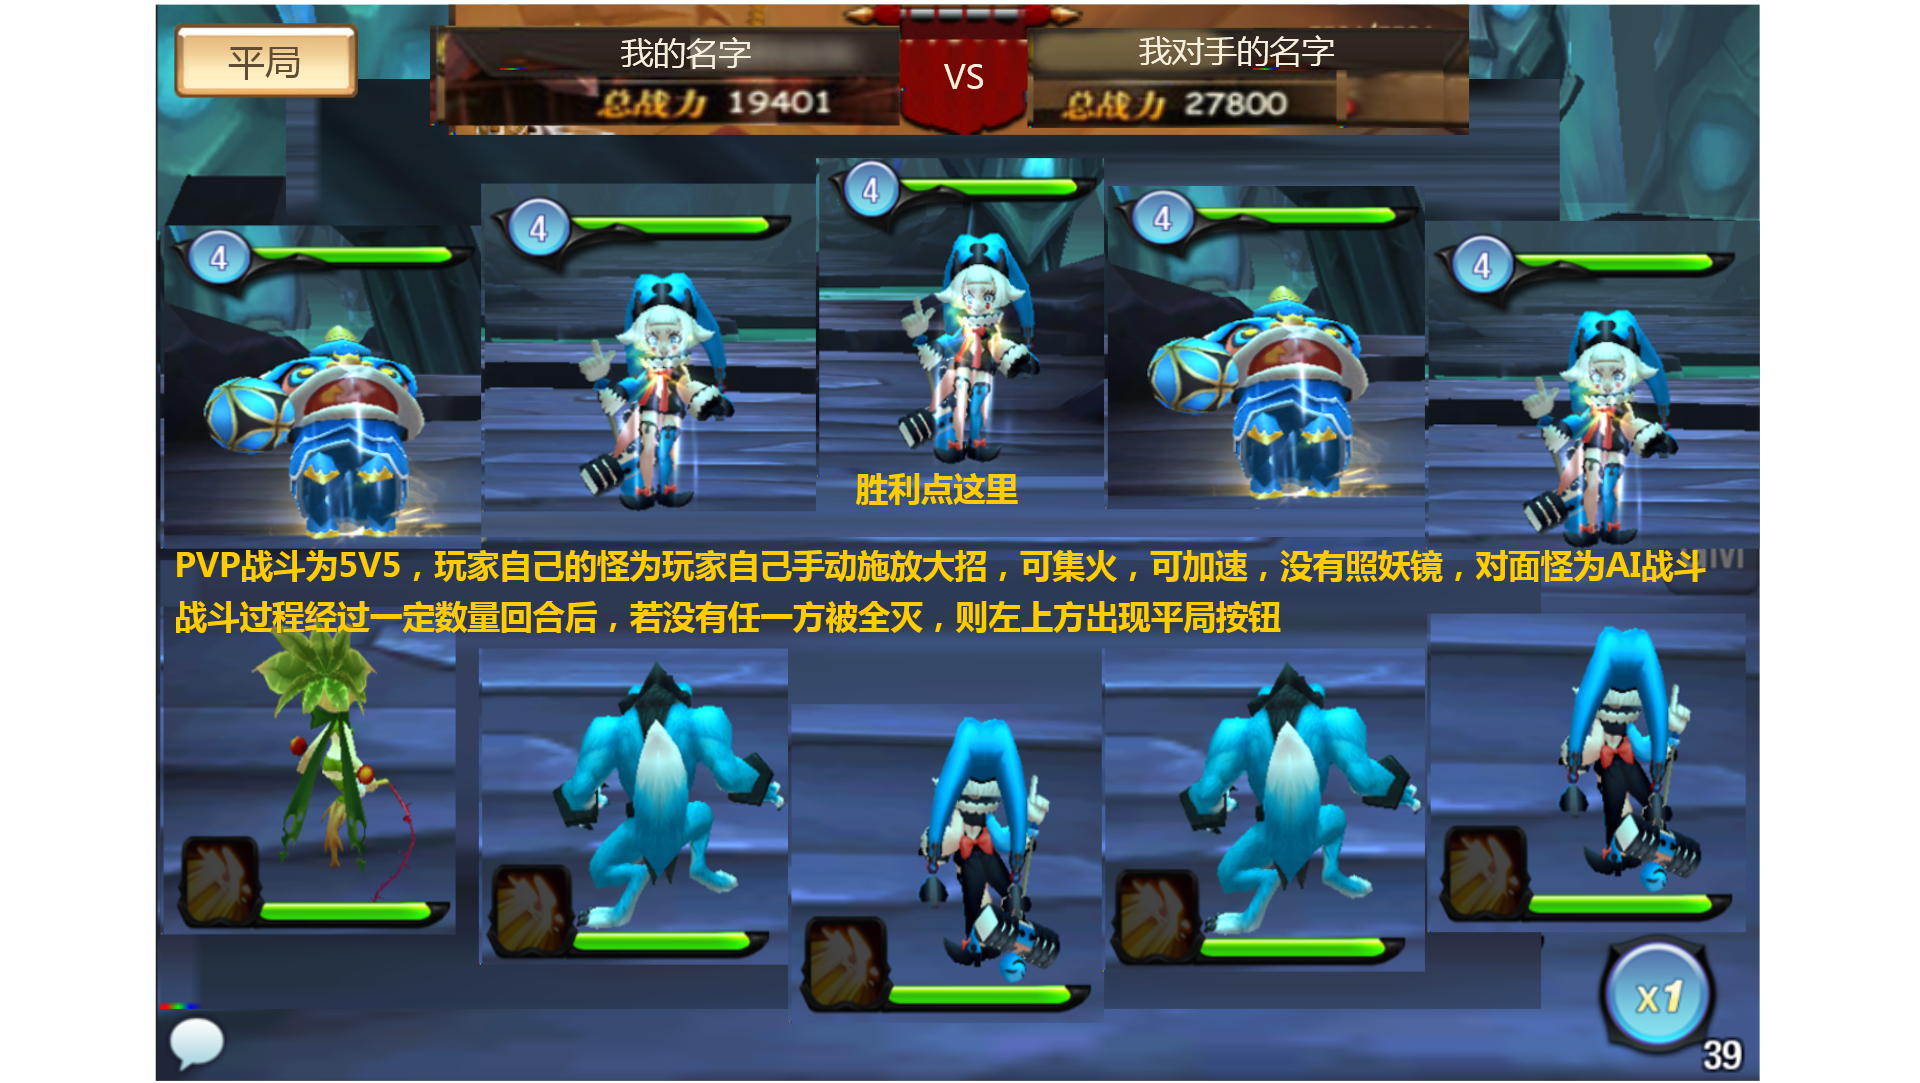 平局
我的名字
VS
我对手的名字
总战力 19401
总战力 27800
4
4
4
4
4
胜利点这里
PVP战斗为5V5，玩家自己的怪为玩家自己手动施放大招，可集火，可加速，没有照妖镜，对面怪为AI战斗
战斗过程经过一定数量回合后，若没有任一方被全灭，则左上方出现平局按钮
x1
39